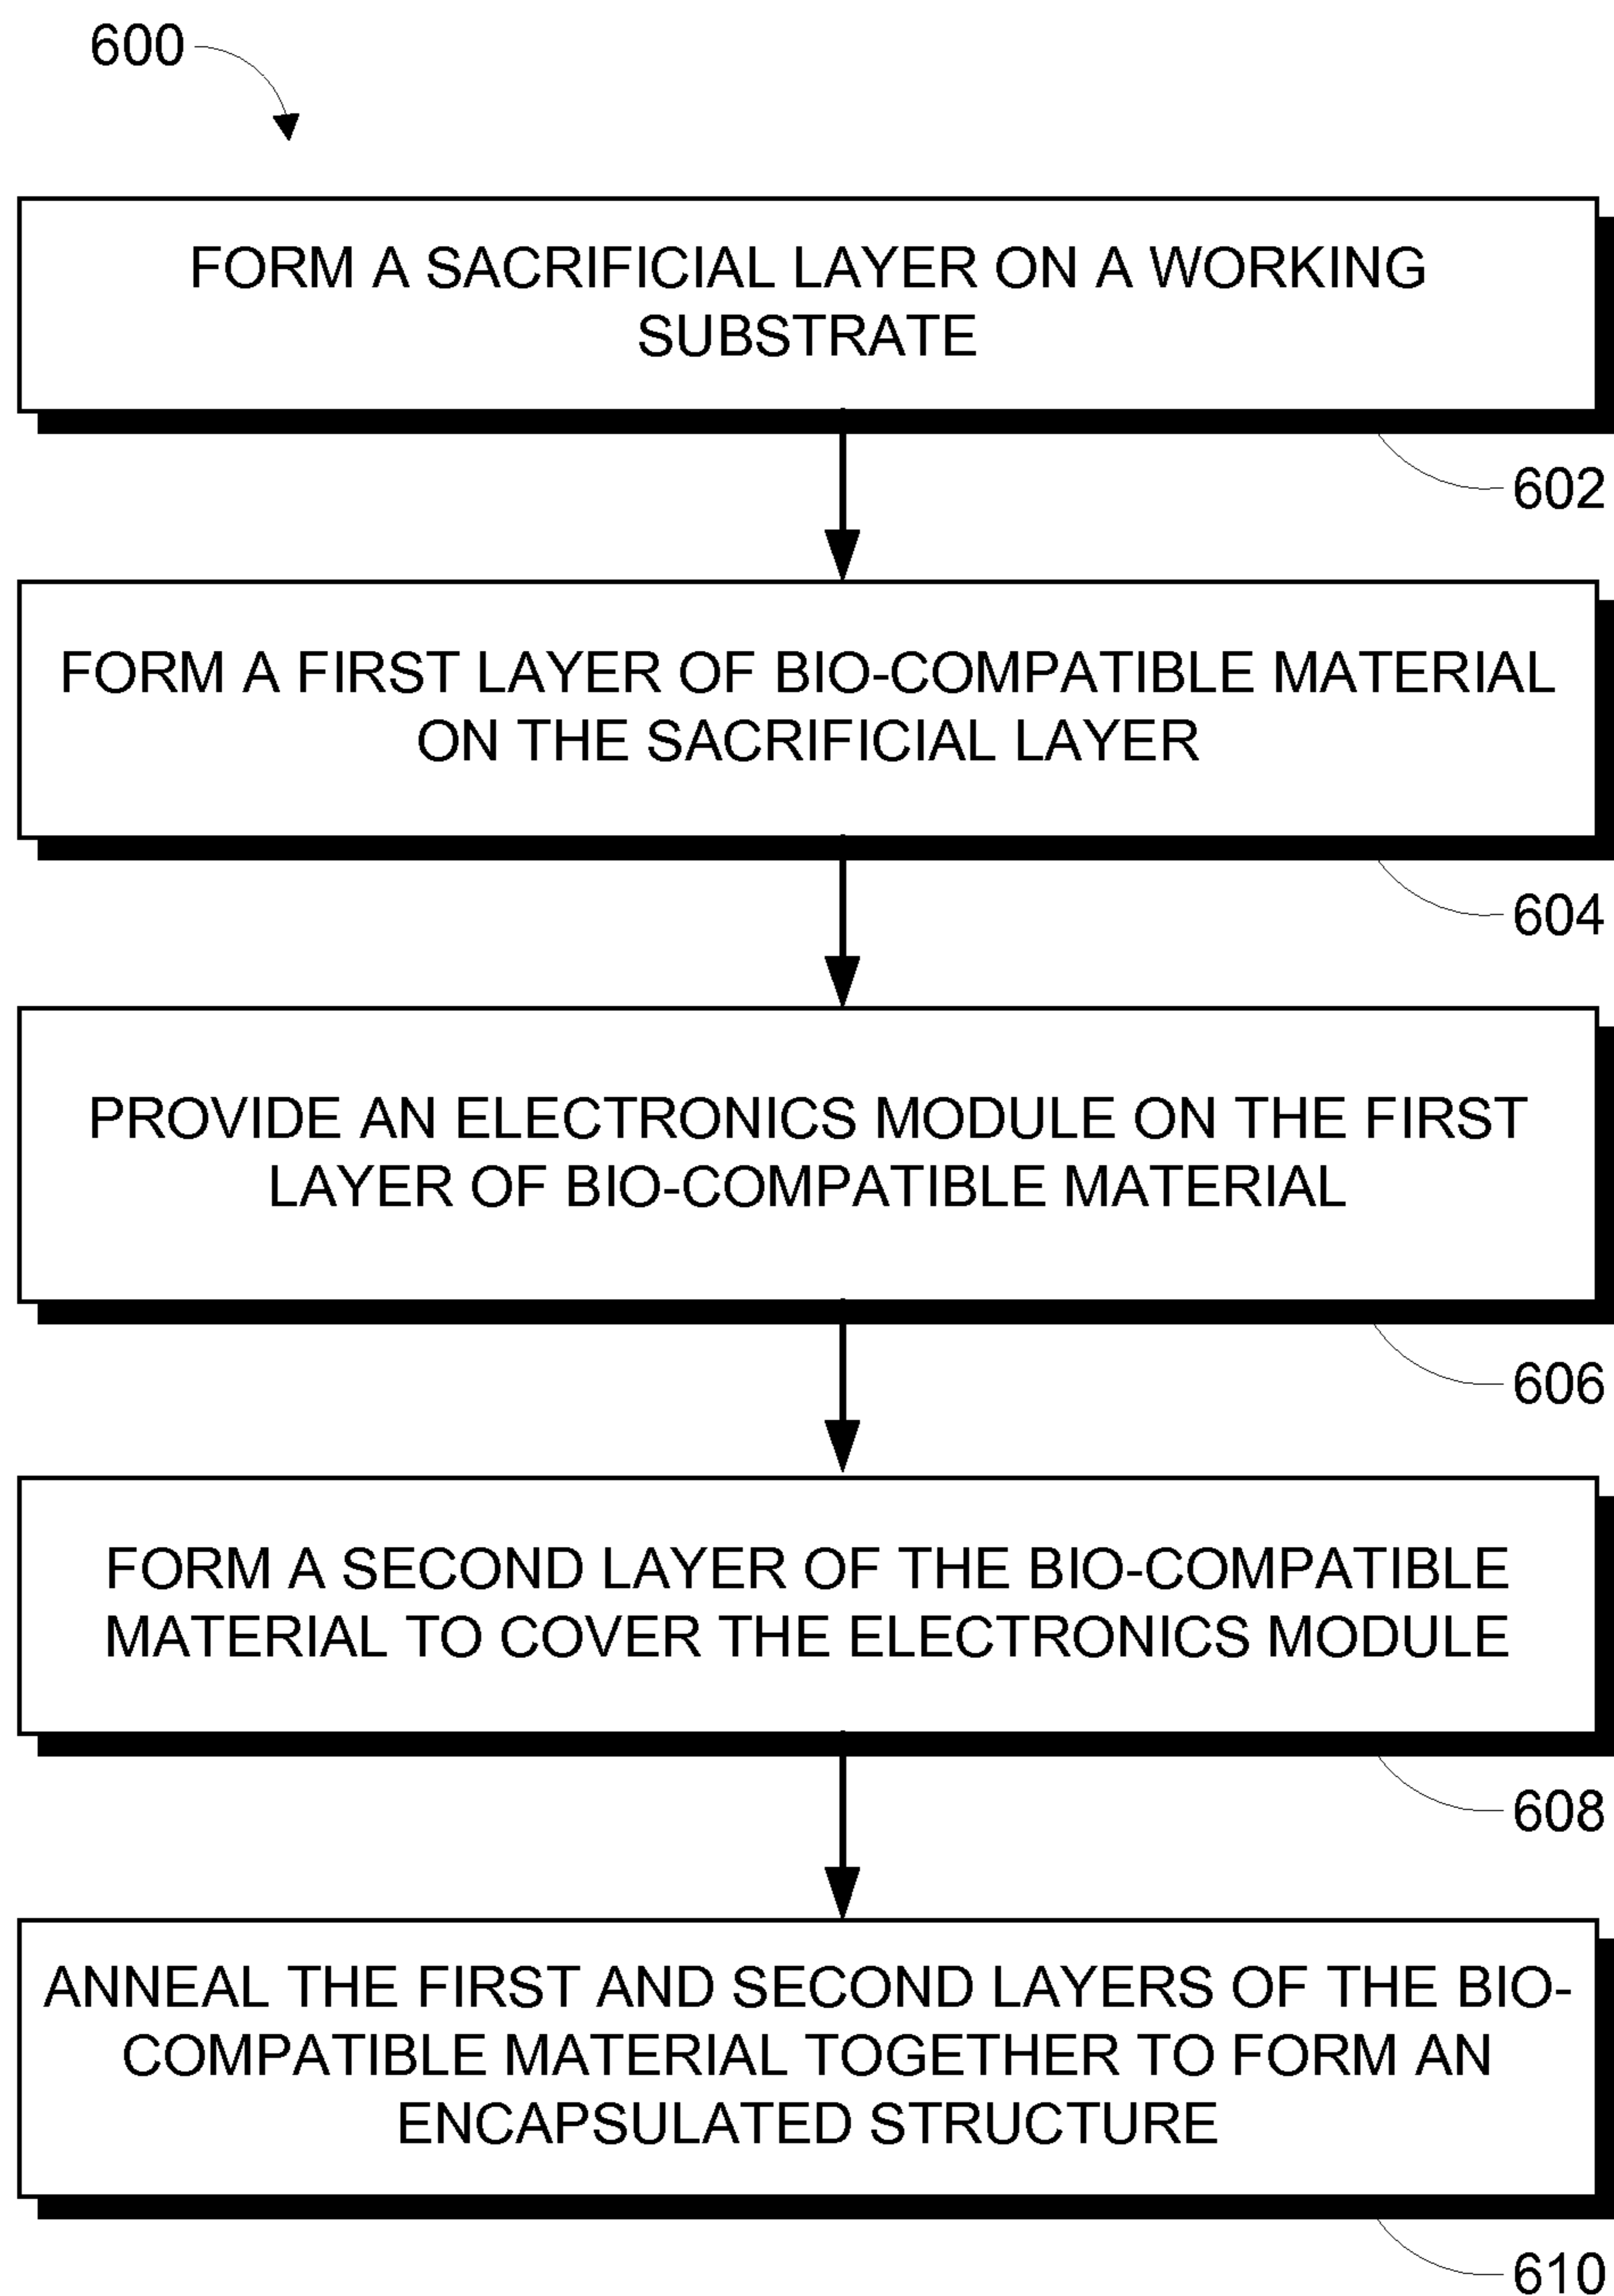 600
FORM A SACRIFICIAL LAYER ON A WORKING
SUBSTRATE
602
FORM A FIRST LAYER OF BIO-COMPATIBLE MATERIAL
ON THE SACRIFICIAL LAYER
604
PROVIDE AN ELECTRONICS MODULE ON THE FIRST
LAYER OF BIO-COMPATIBLE MATERIAL
606
FORM A SECOND LAYER OF THE BIO-COMPATIBLE
MATERIAL TO COVER THE ELECTRONICS MODULE
608
ANNEAL THE FIRST AND SECOND LAYERS OF THE BIO-
COMPATIBLE MATERIAL TOGETHER TO FORM AN
ENCAPSULATED STRUCTURE
610